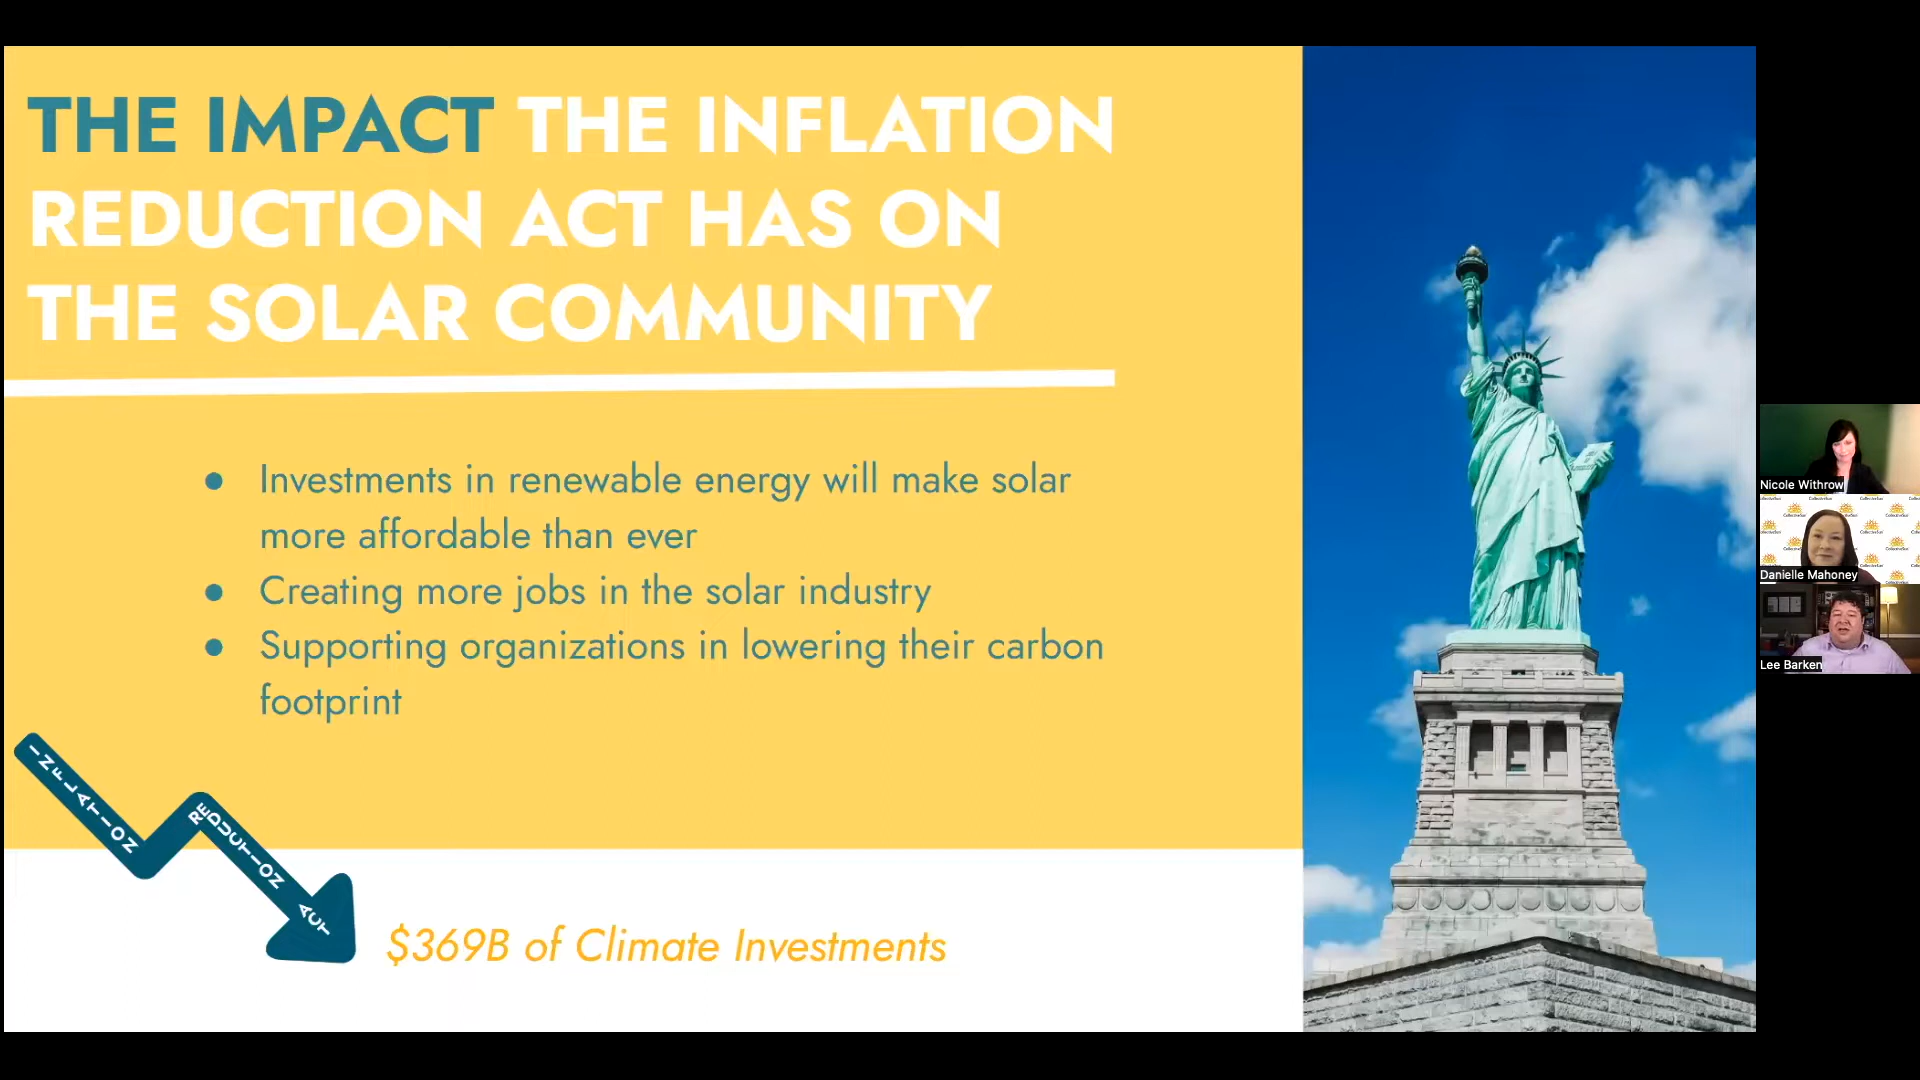 THE IMPACT THE INFLATION
REDUCTION ACT HAS ON
THE SOLAR COMMUNITY
● Investments in renewable energy will make solar
more affordable than ever
● Creating more jobs in the solar industry
● Supporting organizations in lowering their carbon
footprint
INFLATION
REDUCTION
ACT
$369B of Climate Investments
Nicole Withrow
Danielle Mahoney
Lee Barken